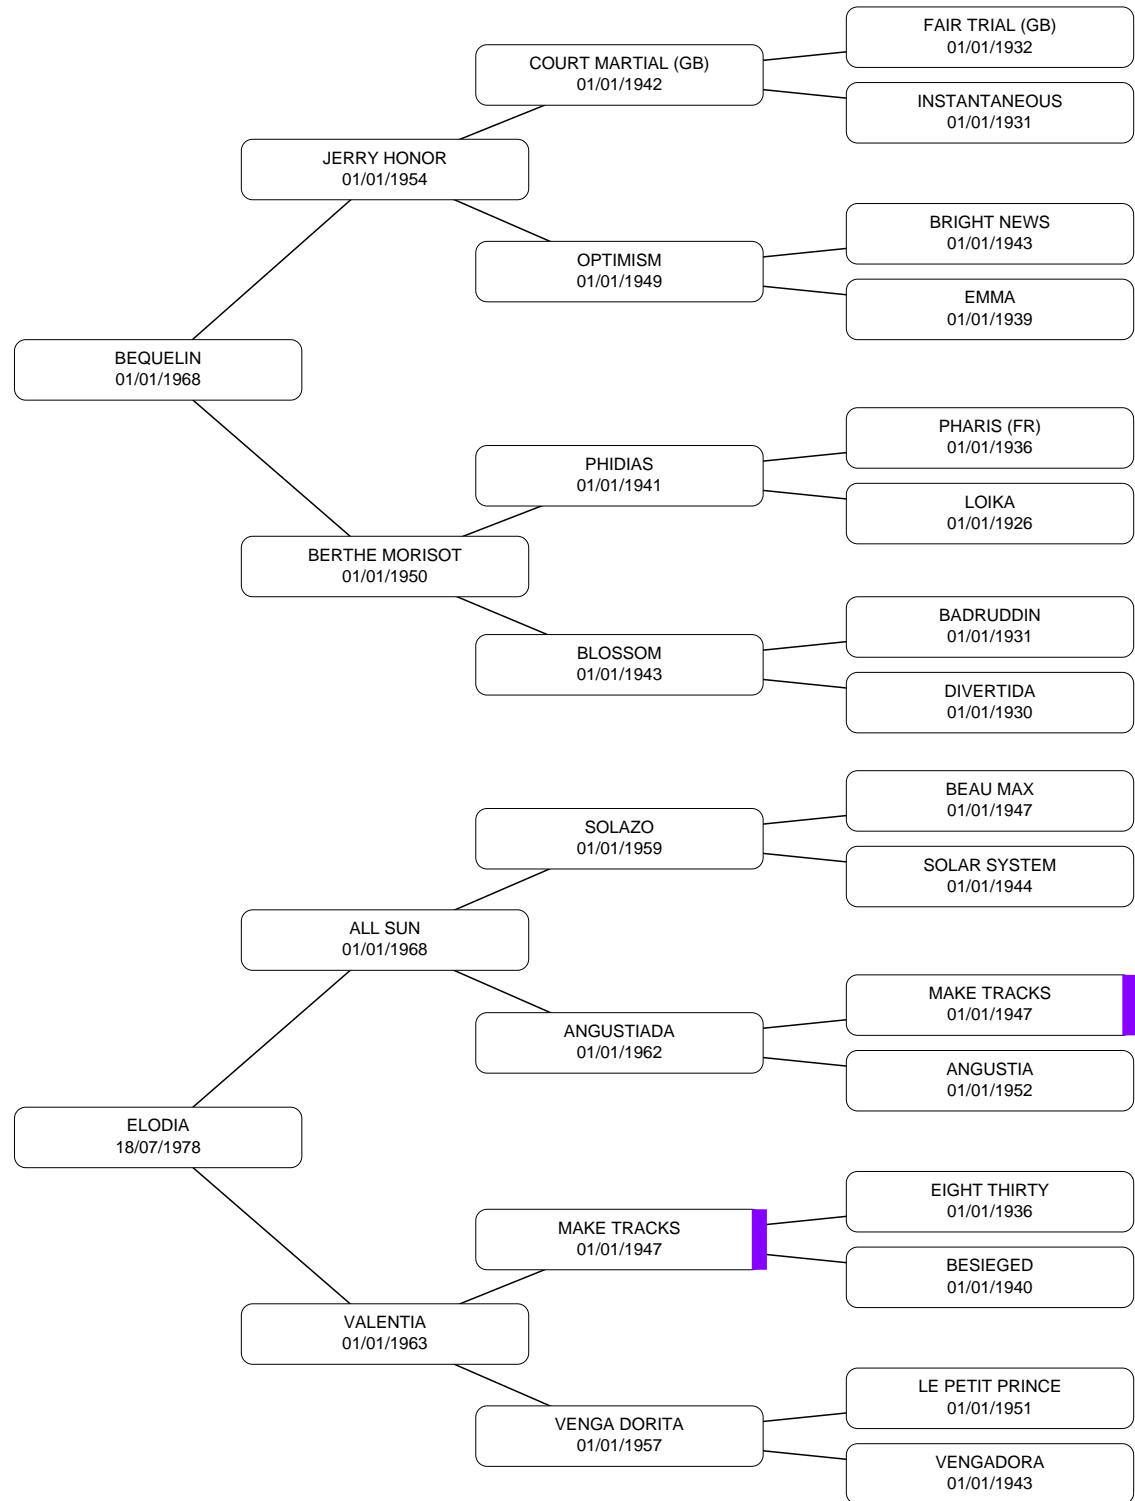 FAIR TRIAL (GB)
01/01/1932
COURT MARTIAL (GB)
01/01/1942
INSTANTANEOUS
01/01/1931
JERRY HONOR
01/01/1954
BRIGHT NEWS
01/01/1943
OPTIMISM
01/01/1949
EMMA
01/01/1939
BEQUELIN
01/01/1968
PHARIS (FR)
01/01/1936
PHIDIAS
01/01/1941
LOIKA
01/01/1926
BERTHE MORISOT
01/01/1950
BADRUDDIN
01/01/1931
BLOSSOM
01/01/1943
DIVERTIDA
01/01/1930
BEAU MAX
01/01/1947
SOLAZO
01/01/1959
SOLAR SYSTEM
01/01/1944
ALL SUN
01/01/1968
MAKE TRACKS
01/01/1947
ANGUSTIADA
01/01/1962
ANGUSTIA
01/01/1952
ELODIA
18/07/1978
EIGHT THIRTY
01/01/1936
MAKE TRACKS
01/01/1947
BESIEGED
01/01/1940
VALENTIA
01/01/1963
LE PETIT PRINCE
01/01/1951
VENGA DORITA
01/01/1957
VENGADORA
01/01/1943